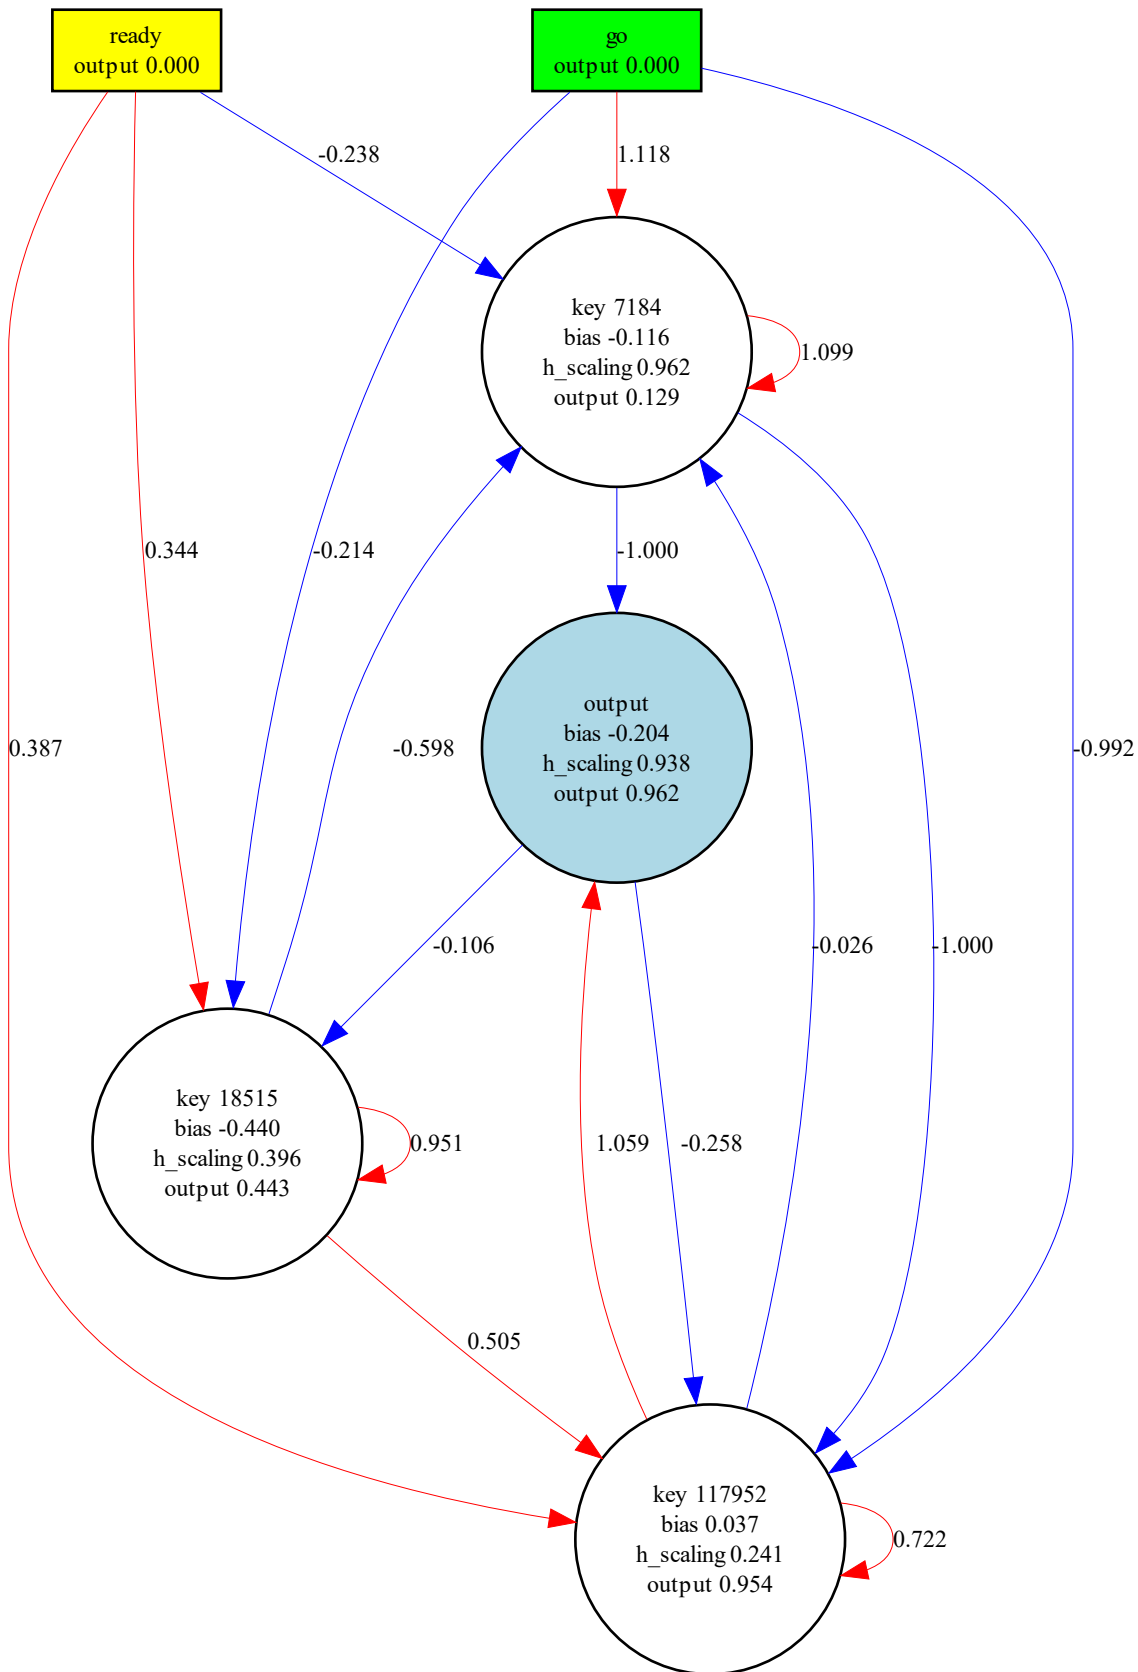 ready
output 0.000
go
output 0.000
-0.238
1.118
key 7184
bias -0.116
h_scaling 0.962
output 0.129
1.099
0.344
-0.214
-1.000
output
bias -0.204
h_scaling 0.938
output 0.962
0.387
-0.598
-0.992
-0.106
-0.026
-1.000
key 18515
bias -0.440
h_scaling 0.396
output 0.443
0.951
1.059
-0.258
0.505
key 117952
bias 0.037
h_scaling 0.241
output 0.954
0.722